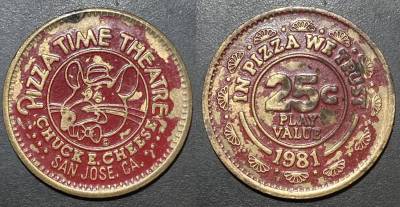 PIZZA TIME THEATRE
CHUCK E. CHEESE
SAN JOSE, CA.
IN PIZZA WE TRUST
25¢
PLAY
VALUE
1981